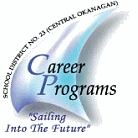 SCHOOL DISTRICT NO. 23 (CENTRAL OKANAGAN)
Career
Programs
"Sailing
Into The Future"